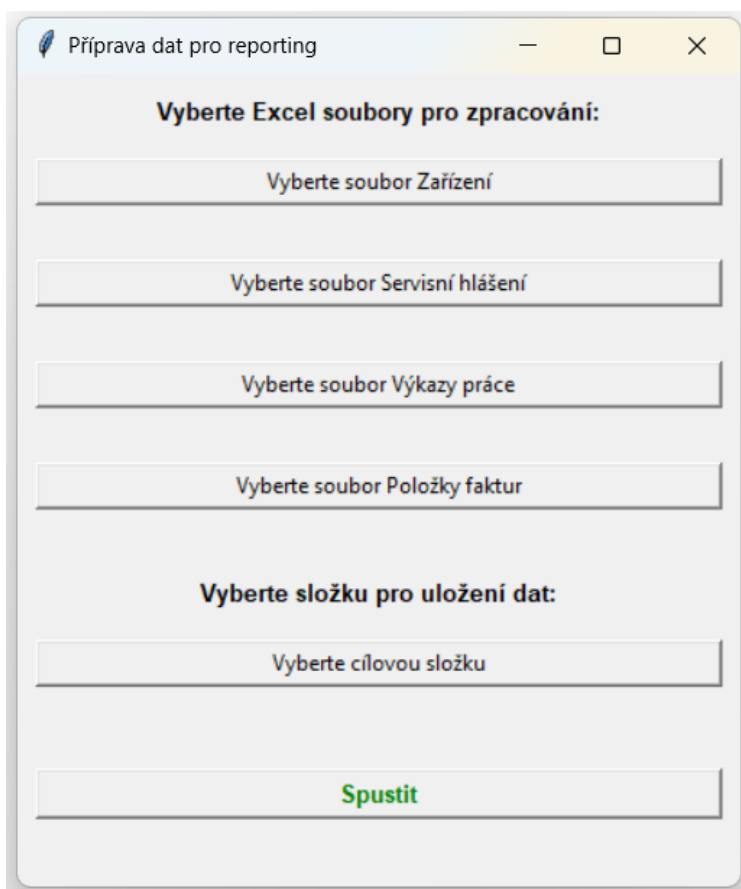 Příprava dat pro reporting
Vyberte Excel soubory pro zpracování:
Vyberte soubor Zařízení
Vyberte soubor Servisní hlášení
Vyberte soubor Výkazy práce
Vyberte soubor Položky faktur
Vyberte složku pro uložení dat:
Vyberte cílovou složku
Spustit